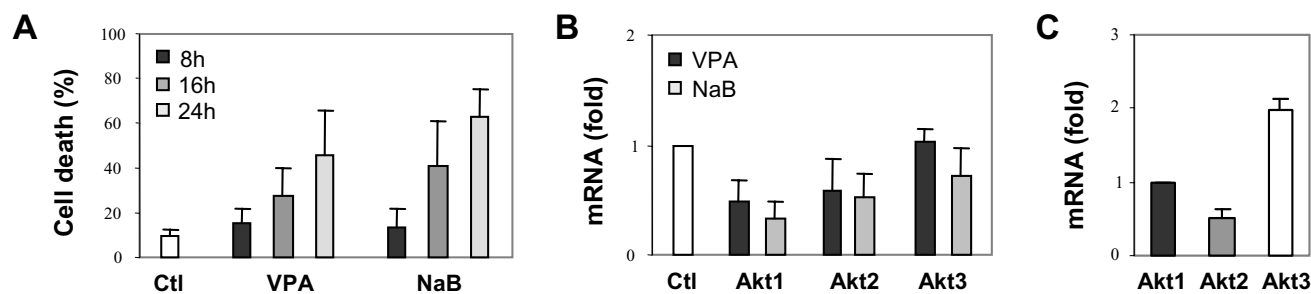 A
Cell death (%)
100
80
60
40
20
0
8h
16h
24h
Ctl VPA NaB
B
mRNA (fold)
2
1
0
VPA
NaB
Ctl Akt1 Akt2 Akt3
C
mRNA (fold)
3
2
1
0
Akt1 Akt2 Akt3